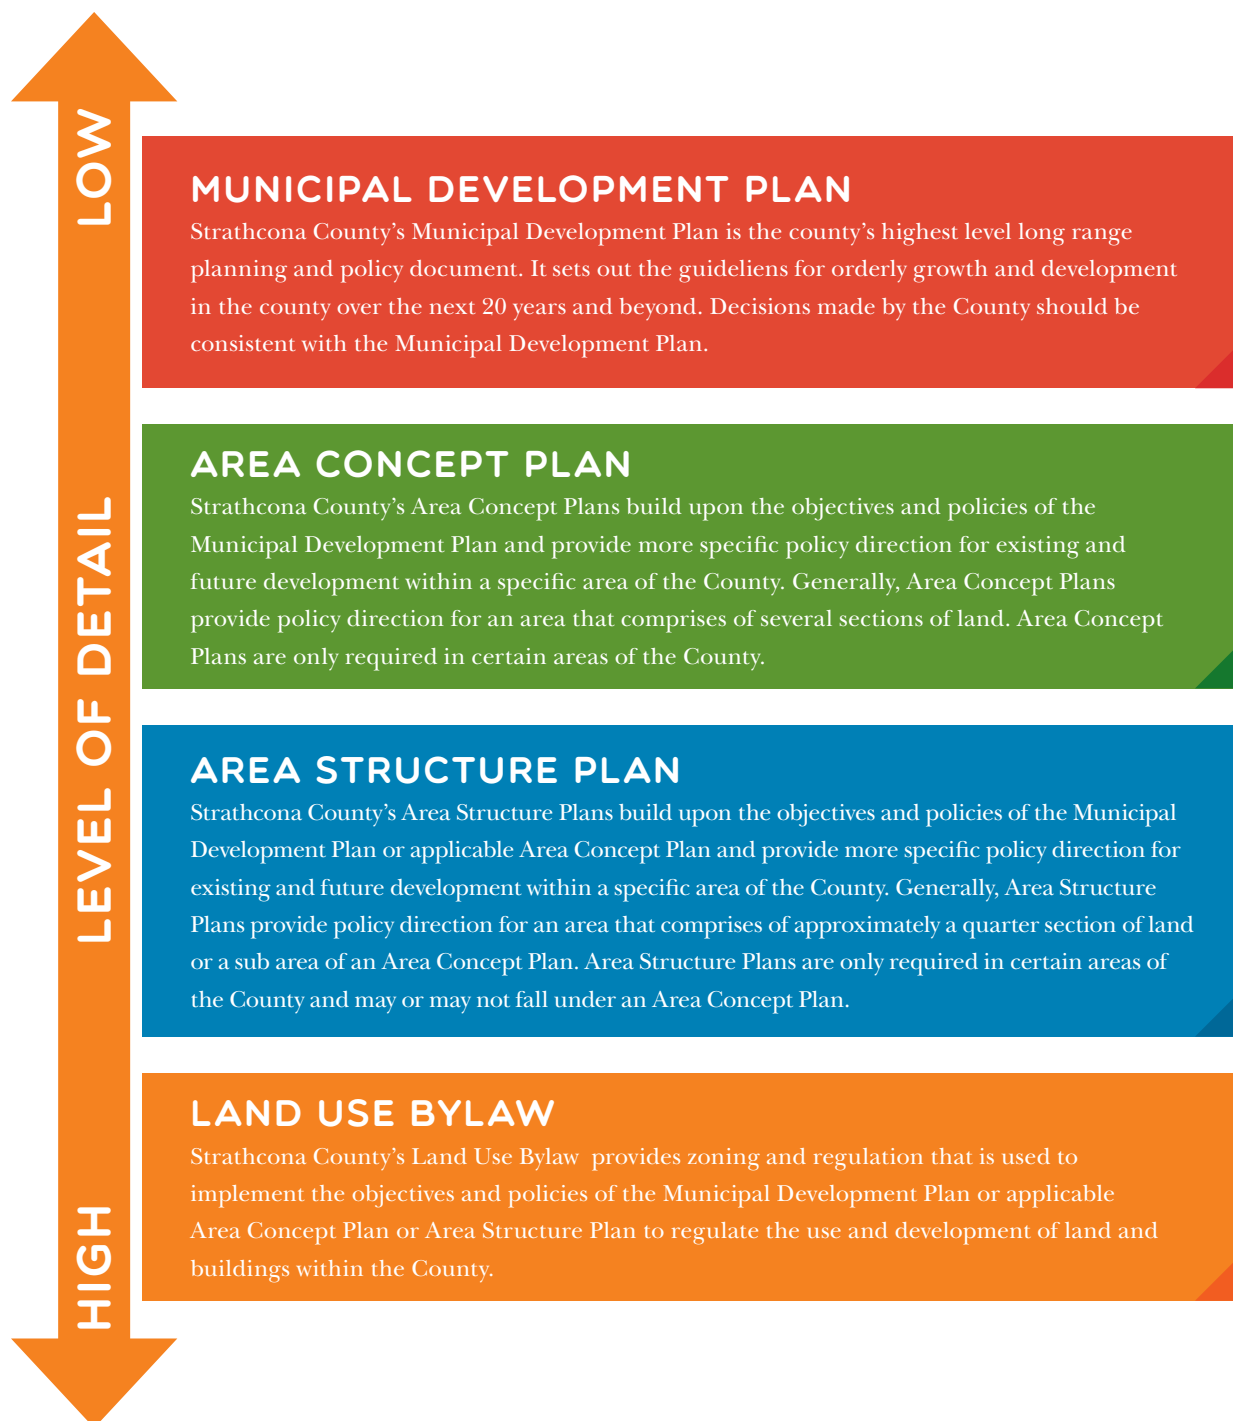 LOW
LEVEL OF DETAIL
HIGH
MUNICIPAL DEVELOPMENT PLAN
Strathcona County’s Municipal Development Plan is the county’s highest level long range
planning and policy document. It sets out the guideliens for orderly growth and development
in the county over the next 20 years and beyond. Decisions made by the County should be
consistent with the Municipal Development Plan.
AREA CONCEPT PLAN
Strathcona County’s Area Concept Plans build upon the objectives and policies of the
Municipal Development Plan and provide more specific policy direction for existing and
future development within a specific area of the County. Generally, Area Concept Plans
provide policy direction for an area that comprises of several sections of land. Area Concept
Plans are only required in certain areas of the County.
AREA STRUCTURE PLAN
Strathcona County’s Area Structure Plans build upon the objectives and policies of the Municipal
Development Plan or applicable Area Concept Plan and provide more specific policy direction for
existing and future development within a specific area of the County. Generally, Area Structure
Plans provide policy direction for an area that comprises of approximately a quarter section of land
or a sub area of an Area Concept Plan. Area Structure Plans are only required in certain areas of
the County and may or may not fall under an Area Concept Plan.
LAND USE BYLAW
Strathcona County’s Land Use Bylaw provides zoning and regulation that is used to
implement the objectives and policies of the Municipal Development Plan or applicable
Area Concept Plan or Area Structure Plan to regulate the use and development of land and
buildings within the County.